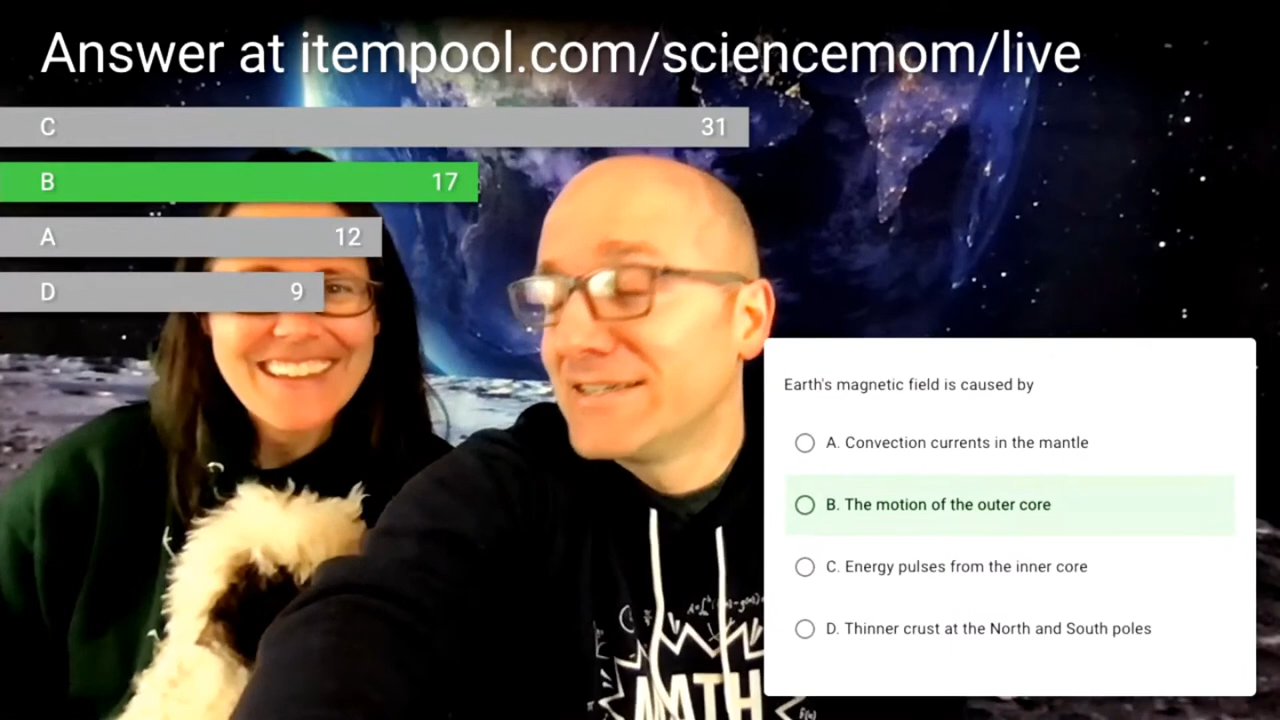 Answer at itempool.com/sciencemom/live
C 31
B 17
A 12
D 9
Earth's magnetic field is caused by
A. Convection currents in the mantle
B. The motion of the outer core
C. Energy pulses from the inner core
D. Thinner crust at the North and South poles
MATH